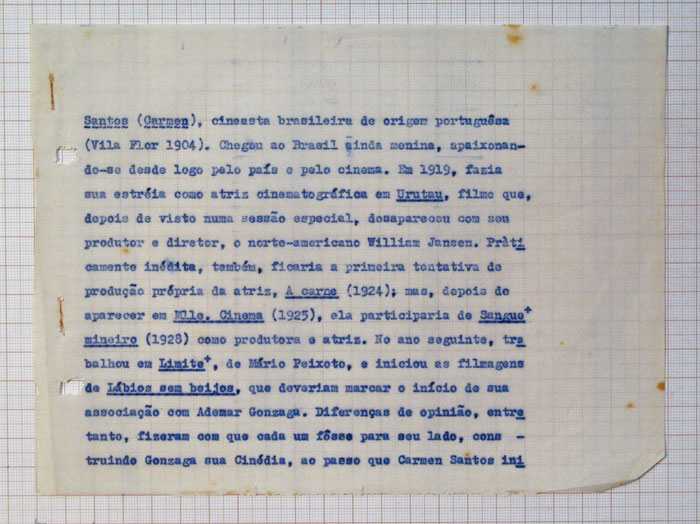 Santos (Carmen), cineasta brasileira de origem portuguêsa
(Vila Flor 1904). Chegou ao Brasil ainda menina, apaixonan-
do-se desde logo pelo país e pelo cinema. Em 1919, fazia
sua estréia como atriz cinematográfica em Urutau, filme que,
depois de visto numa sessão especial, desapareceu com seu
produtor e diretor, o norte-americano William Jansen. Pràti
camente inédita, também, ficaria a primeira tentativa de
produção própria da atriz, A carne (1924); mas, depois de
aparecer em Mlle. Cinema (1925), ela participaria de Sangue+
mineiro (1928) como produtora e atriz. No ano seguinte, tra
balhou em Limite+, de Mário Peixoto, e iniciou as filmagens
de Lábios sem beijos, que deveriam marcar o início de sua
associação com Ademar Gonzaga. Diferenças de opinião, entre
tanto, fizeram com que cada um fôsse para seu lado, cons -
truindo Gonzaga sua Cinédia, ao passo que Carmen Santos ini